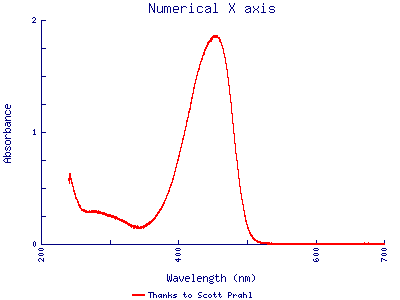 Numerical X axis
Absorbance
2
1
0
200
400
600
700
Wavelength (nm)
Thanks to Scott Prahl